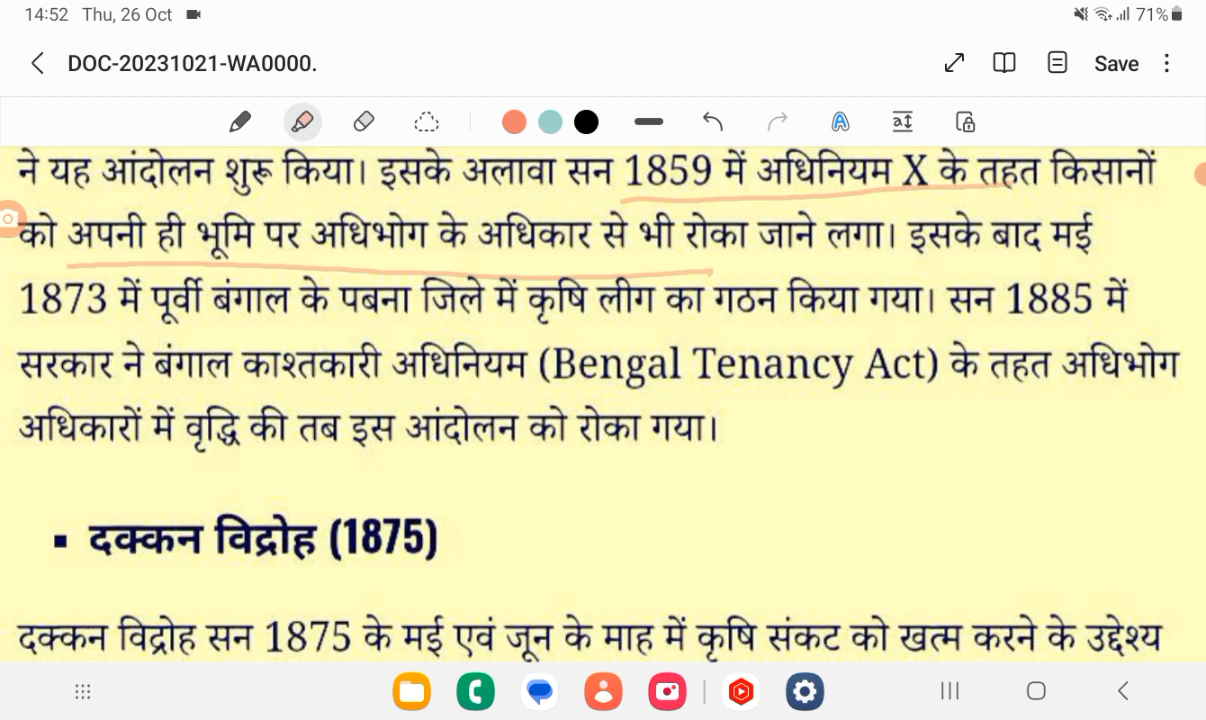 14:52 Thu, 26 Oct 71%
DOC-20231021-WA0000. Save
ने यह आंदोलन शुरू किया। इसके अलावा सन 1859 में अधिनियम X के तहत किसानों
को अपनी ही भूमि पर अधिभोग के अधिकार से भी रोका जाने लगा। इसके बाद मई
1873 में पूर्वी बंगाल के पबना जिले में कृषि लीग का गठन किया गया। सन 1885 में
सरकार ने बंगाल काश्तकारी अधिनियम (Bengal Tenancy Act) के तहत अधिभोग
अधिकारों में वृद्धि की तब इस आंदोलन को रोका गया।
▪ दक्कन विद्रोह (1875)
दक्कन विद्रोह सन 1875 के मई एवं जून के माह में कृषि संकट को खत्म करने के उद्देश्य